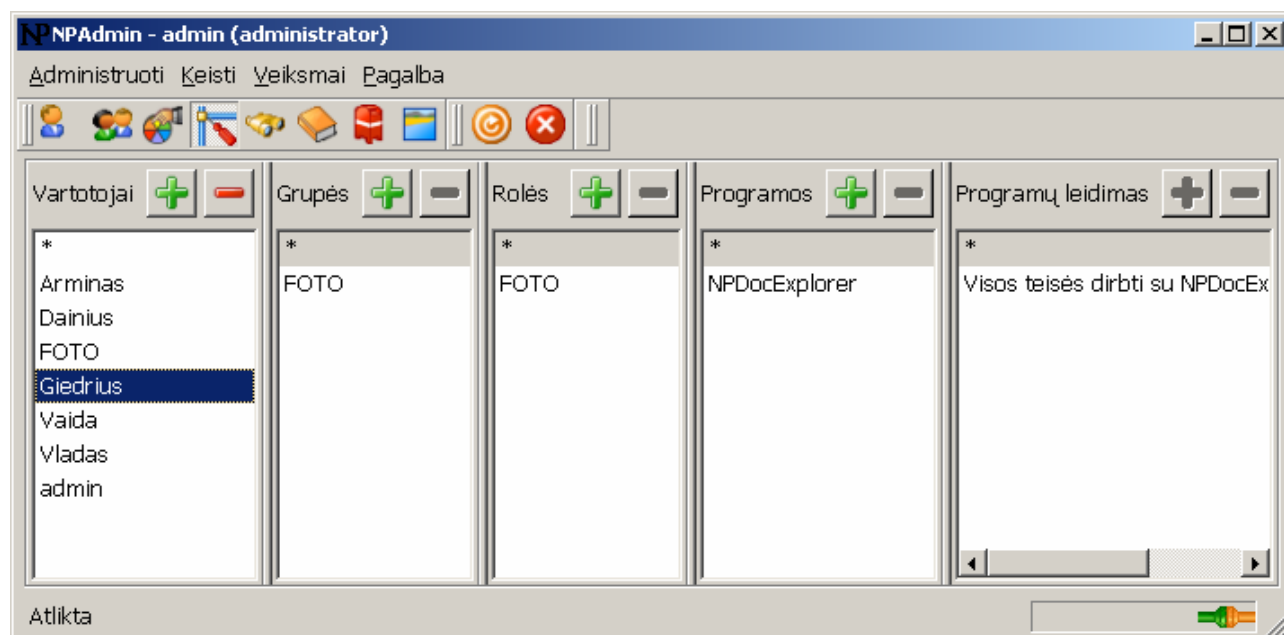 NP NPAdmin - admin (administrator)
Administruoti Keisti Veiksmai Pagalba
Vartotojai Grupės Rolės Programos Programų leidimas
* * * * *
Arminas FOTO FOTO NPDocExplorer Visos teisės dirbti su NPDocEx
Dainius
FOTO
Giedrius
Vaida
Vladas
admin
Atlikta